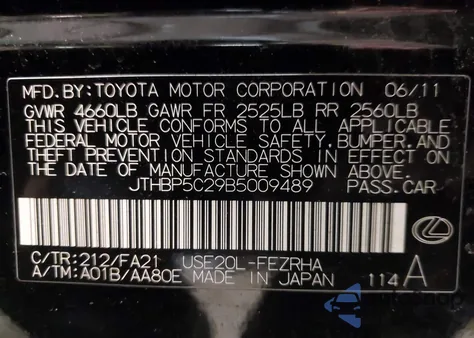 MFD.BY:TOYOTA MOTOR CORPORATION 06/11
GVWR 4660LB GAWR FR 2525LB RR 2560LB
THIS VEHICLE CONFORMS TO ALL APPLICABLE
FEDERAL MOTOR VEHICLE SAFETY,BUMPER,AND
THEFT PREVENTION STANDARDS IN EFFECT ON
THE DATE OF MANUFACTURE SHOWN ABOVE.
JTHBP5C29B5009489 PASS.CAR
C/TR:212/FA21 USE20L-FEZRHA
A/TM:A01B/AA80E MADE IN JAPAN 114A